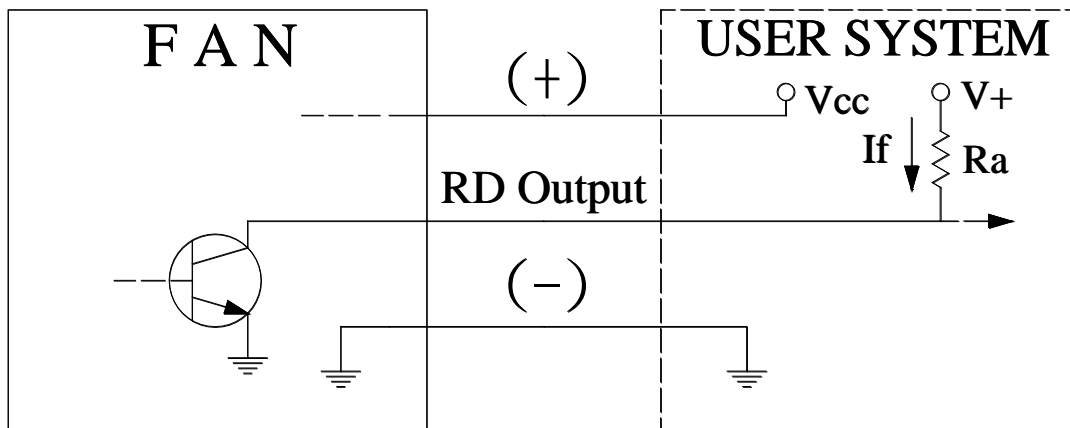 F A N
USER SYSTEM
(+)
Vcc
V+
If
Ra
RD Output
(-)